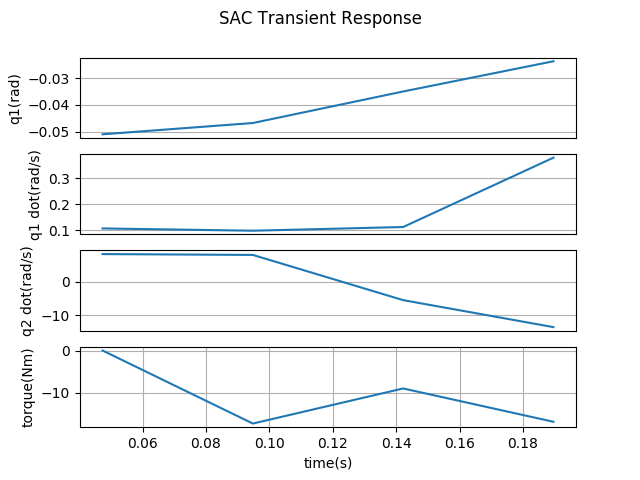 SAC Transient Response
q1(rad)
−0.03
−0.04
−0.05
q1 dot(rad/s)
0.3
0.2
0.1
q2 dot(rad/s)
0
−10
torque(Nm)
0
−10
0.06 0.08 0.10 0.12 0.14 0.16 0.18
time(s)